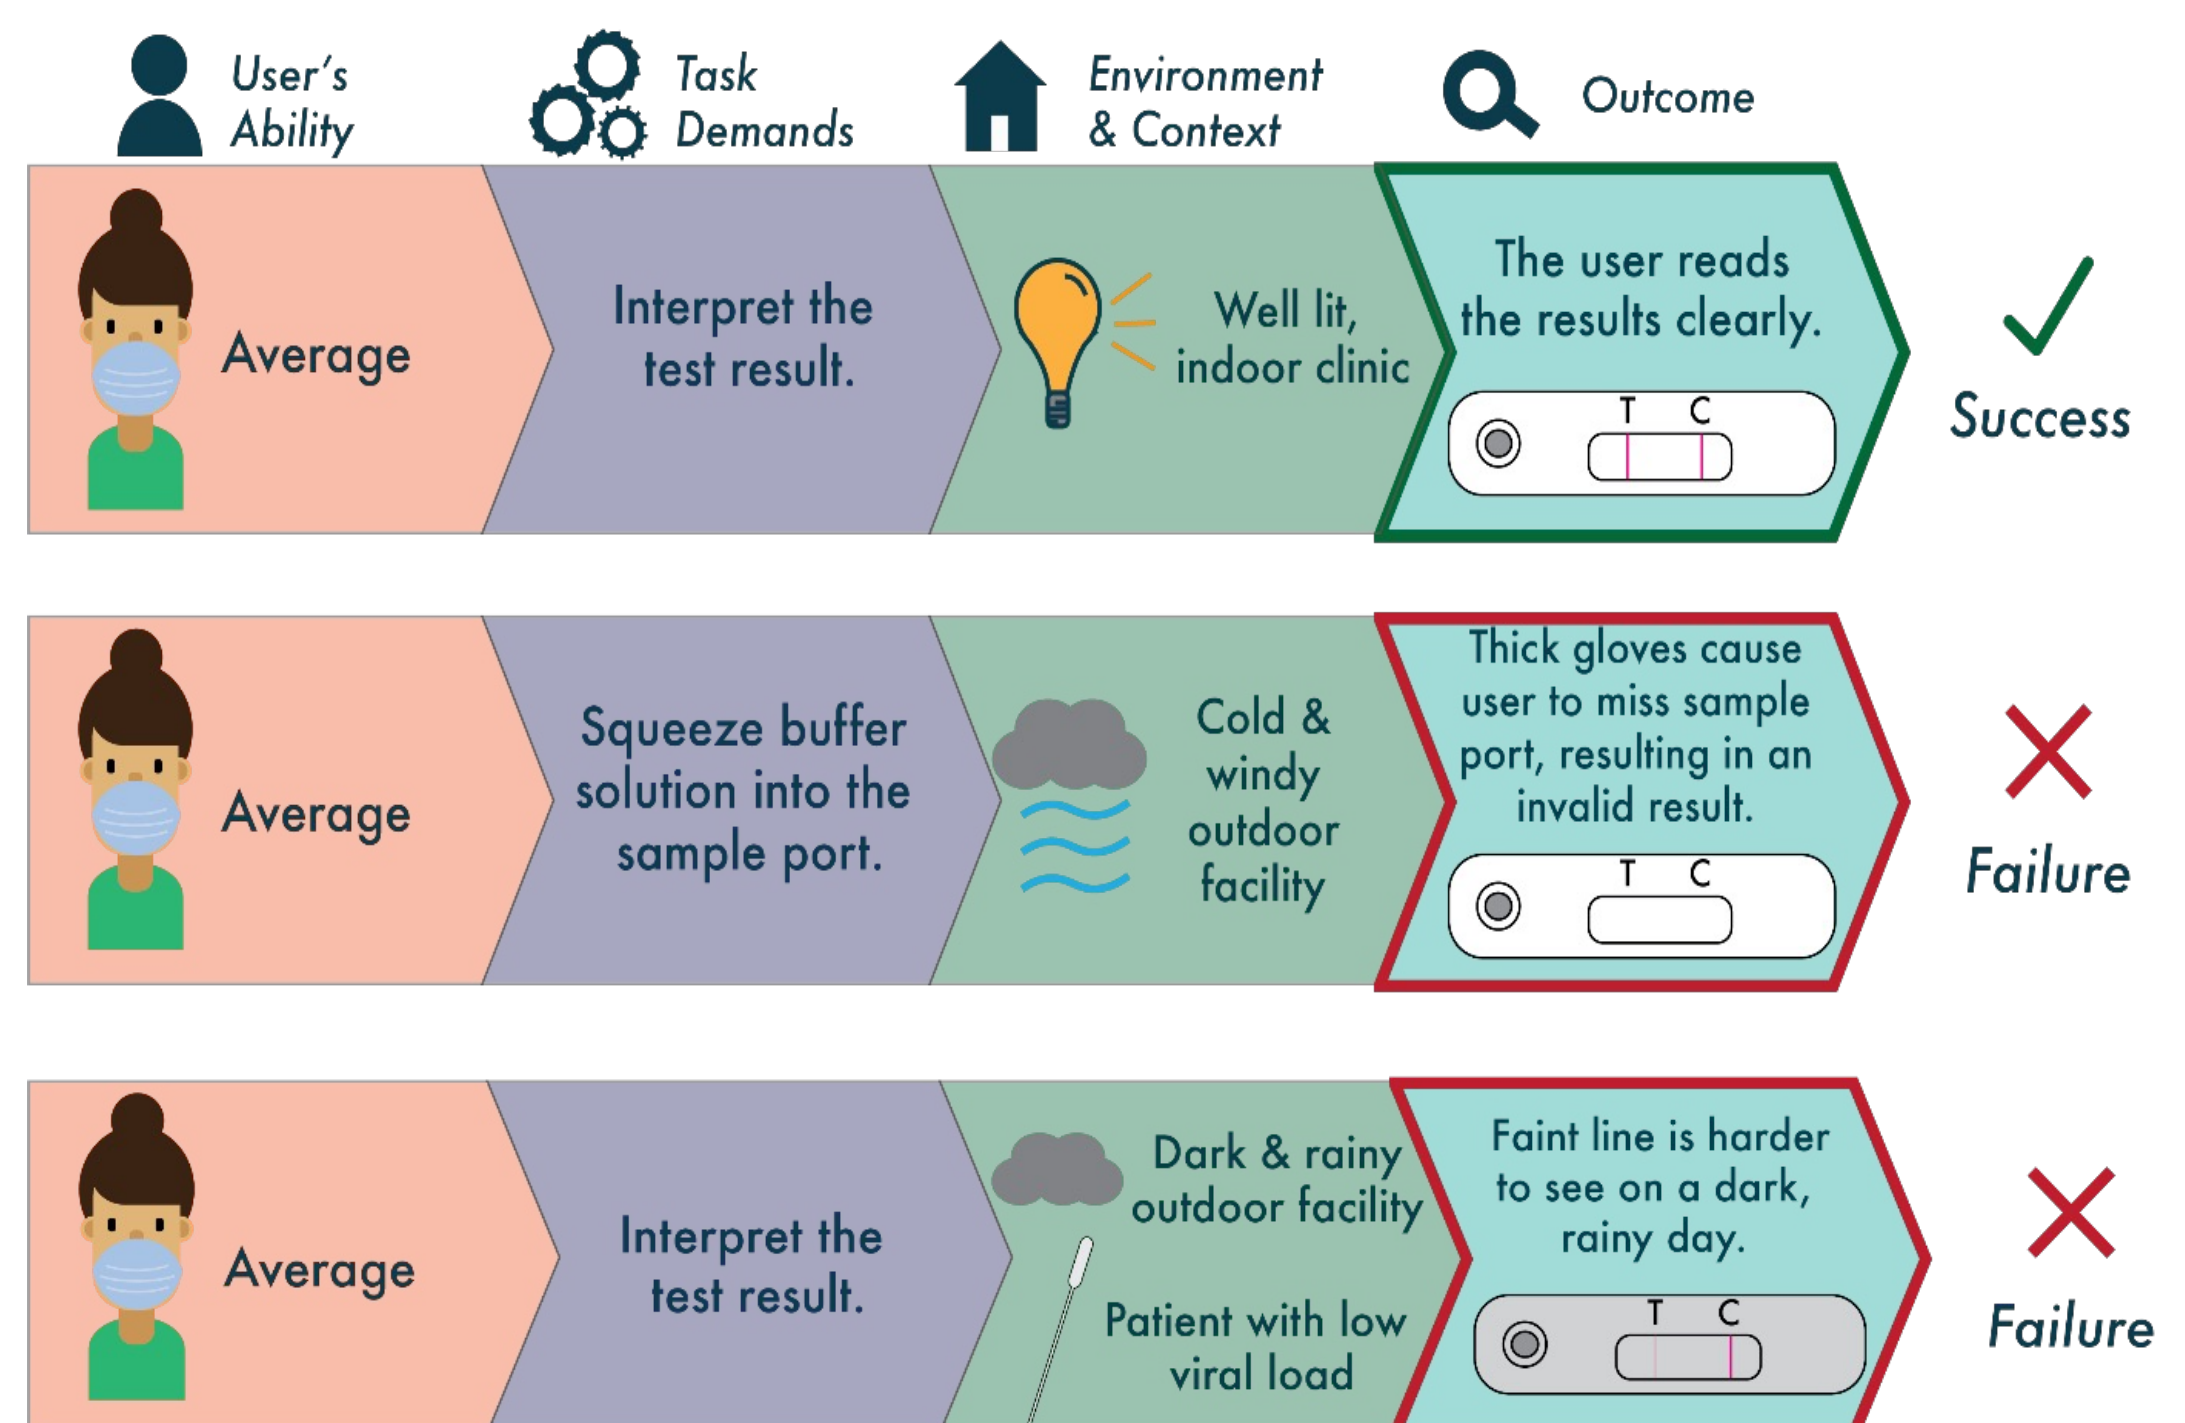 User's
Ability
Task
Demands
Environment
& Context
Outcome
Average
Interpret the
test result.
Well lit,
indoor clinic
The user reads
the results clearly.
T C
Success
Average
Squeeze buffer
solution into the
sample port.
Cold &
windy
outdoor
facility
Thick gloves cause
user to miss sample
port, resulting in an
invalid result.
T C
Failure
Average
Interpret the
test result.
Dark & rainy
outdoor facility
Patient with low
viral load
Faint line is harder
to see on a dark,
rainy day.
T C
Failure